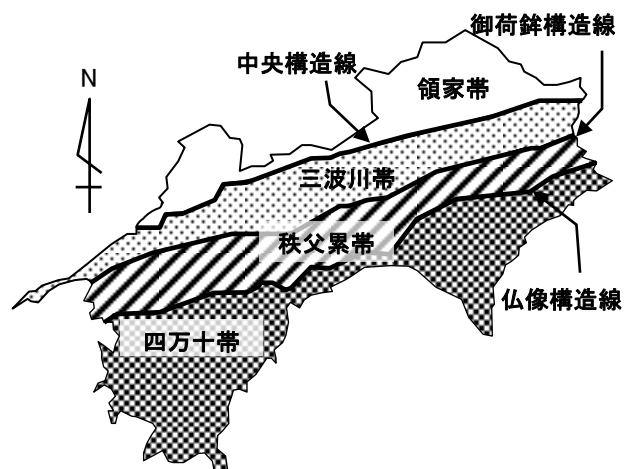 御荷鉾構造線
中央構造線
N
領家帯
三波川帯
秩父累帯
仏像構造線
四万十帯